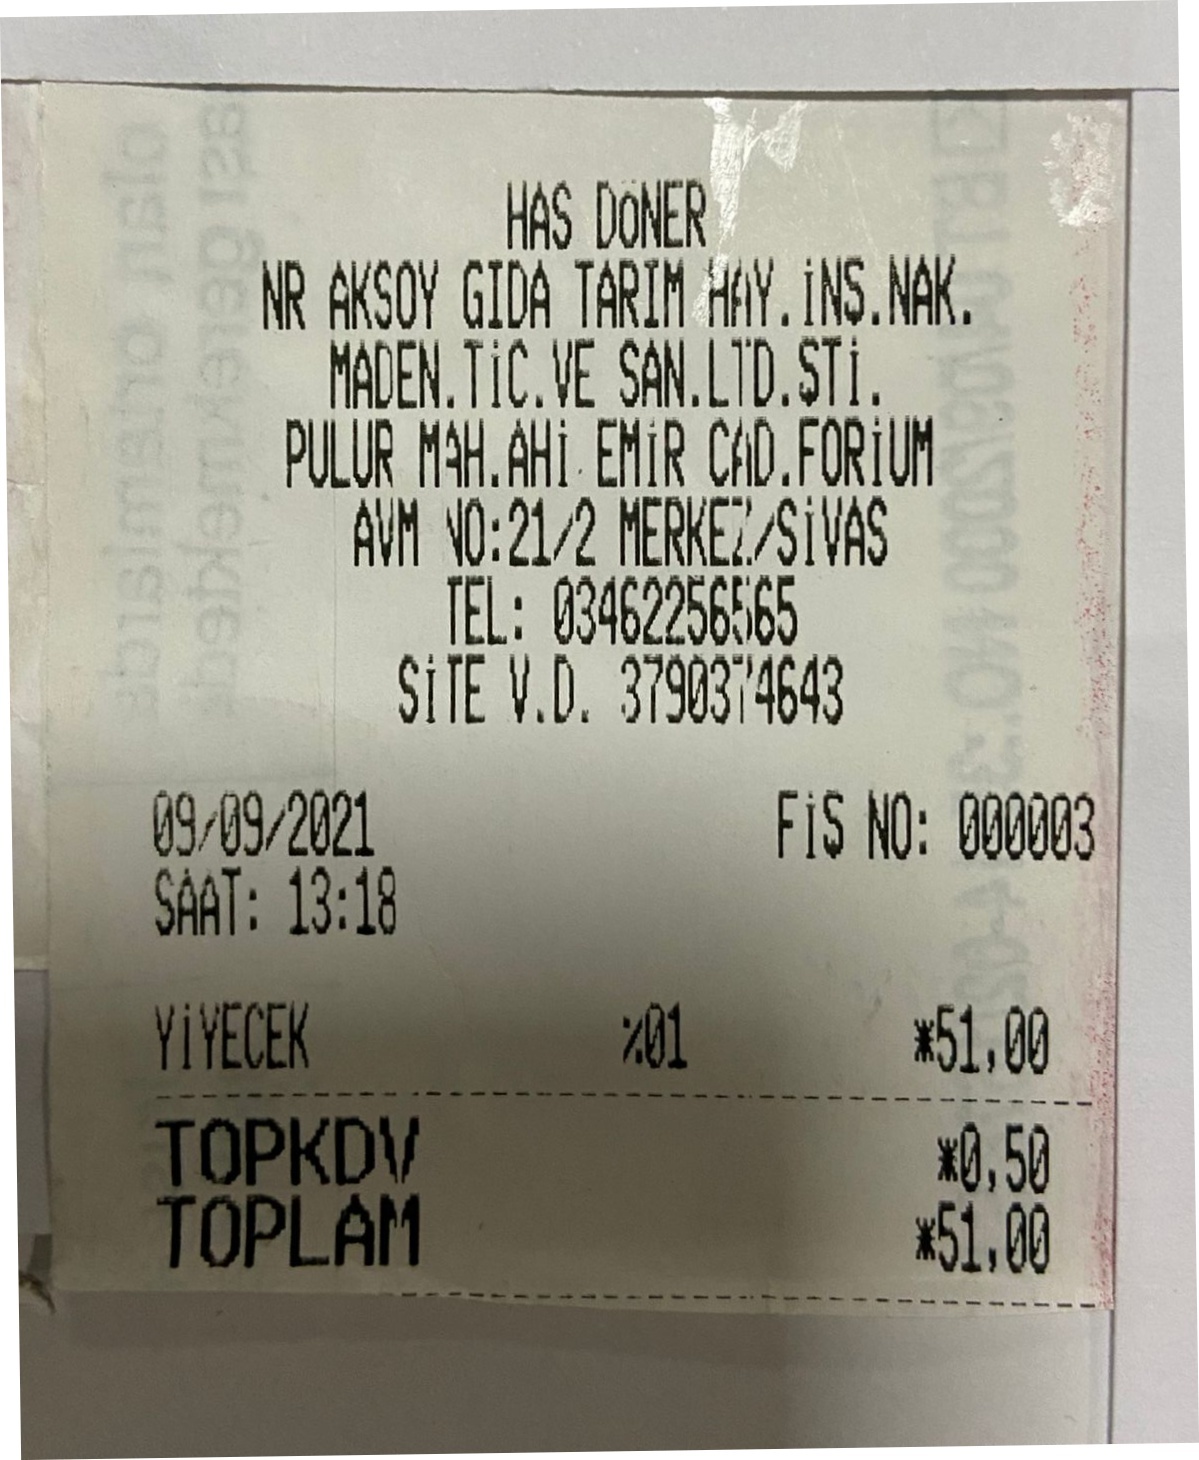 HAS DÖNER
NR AKSOY GIDA TARIM HAY.İNŞ.NAK.
MADEN.TİC.VE SAN.LTD.ŞTİ.
PULUR MAH.AHİ EMİR CAD.FORİUM
AVM NO:21/2 MERKEZ/SİVAS
TEL: 03462256565
SİTE V.D. 3790374643
09/09/2021 FİŞ NO: 000003
SAAT: 13:18
YİYECEK %01 *51,00
TOPKDV *0,50
TOPLAM *51,00